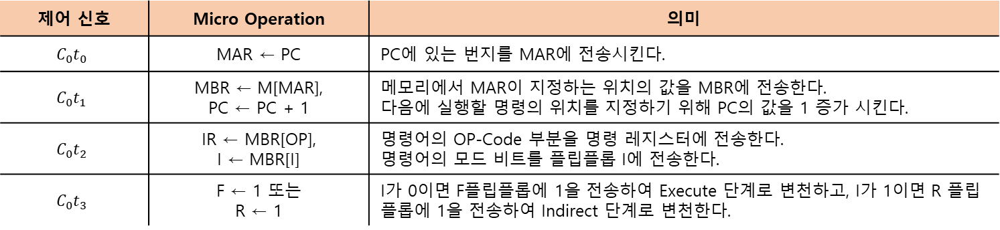 제어 신호 Micro Operation 의미
C₀t₀ MAR ← PC PC에 있는 번지를 MAR에 전송시킨다.
C₀t₁ MBR ← M[MAR], 메모리에서 MAR이 지정하는 위치의 값을 MBR에 전송한다.
PC ← PC + 1 다음에 실행할 명령의 위치를 지정하기 위해 PC의 값을 1 증가 시킨다.
C₀t₂ IR ← MBR[OP], 명령어의 OP-Code 부분을 명령 레지스터에 전송한다.
I ← MBR[I] 명령어의 모드 비트를 플립플롭 I에 전송한다.
C₀t₃ F ← 1 또는 I가 0이면 F플립플롭에 1을 전송하여 Execute 단계로 변천하고, I가 1이면 R 플립
R ← 1 플롭에 1을 전송하여 Indirect 단계로 변천한다.